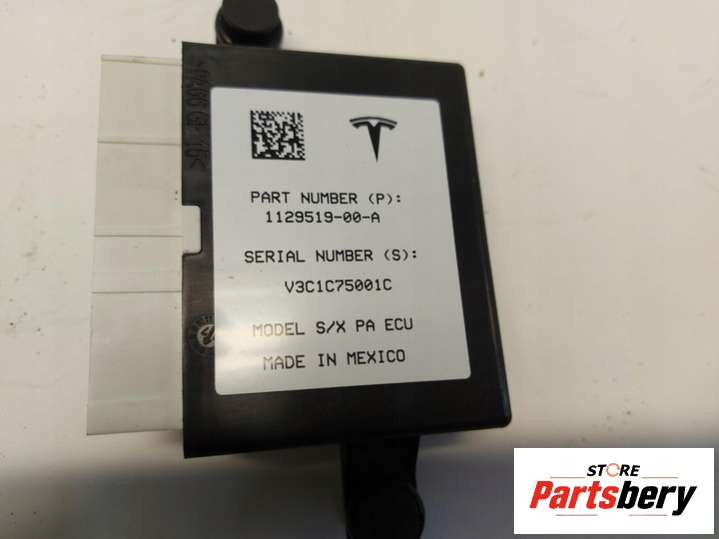 PART NUMBER (P):
1129519-00-A
SERIAL NUMBER (S):
V3C1C75001C
MODEL S/X PA ECU
MADE IN MEXICO
STORE
Partsbery